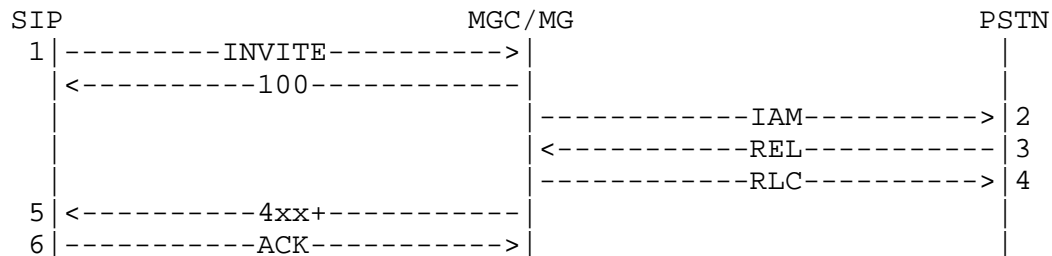 SIP MGC/MG PSTN
1|---------INVITE---------->| |
|<----------100------------| |
| |------------IAM---------->|2
| |<-----------REL-----------|3
| |------------RLC---------->|4
5|<----------4xx+-----------| |
6|-----------ACK----------->| |